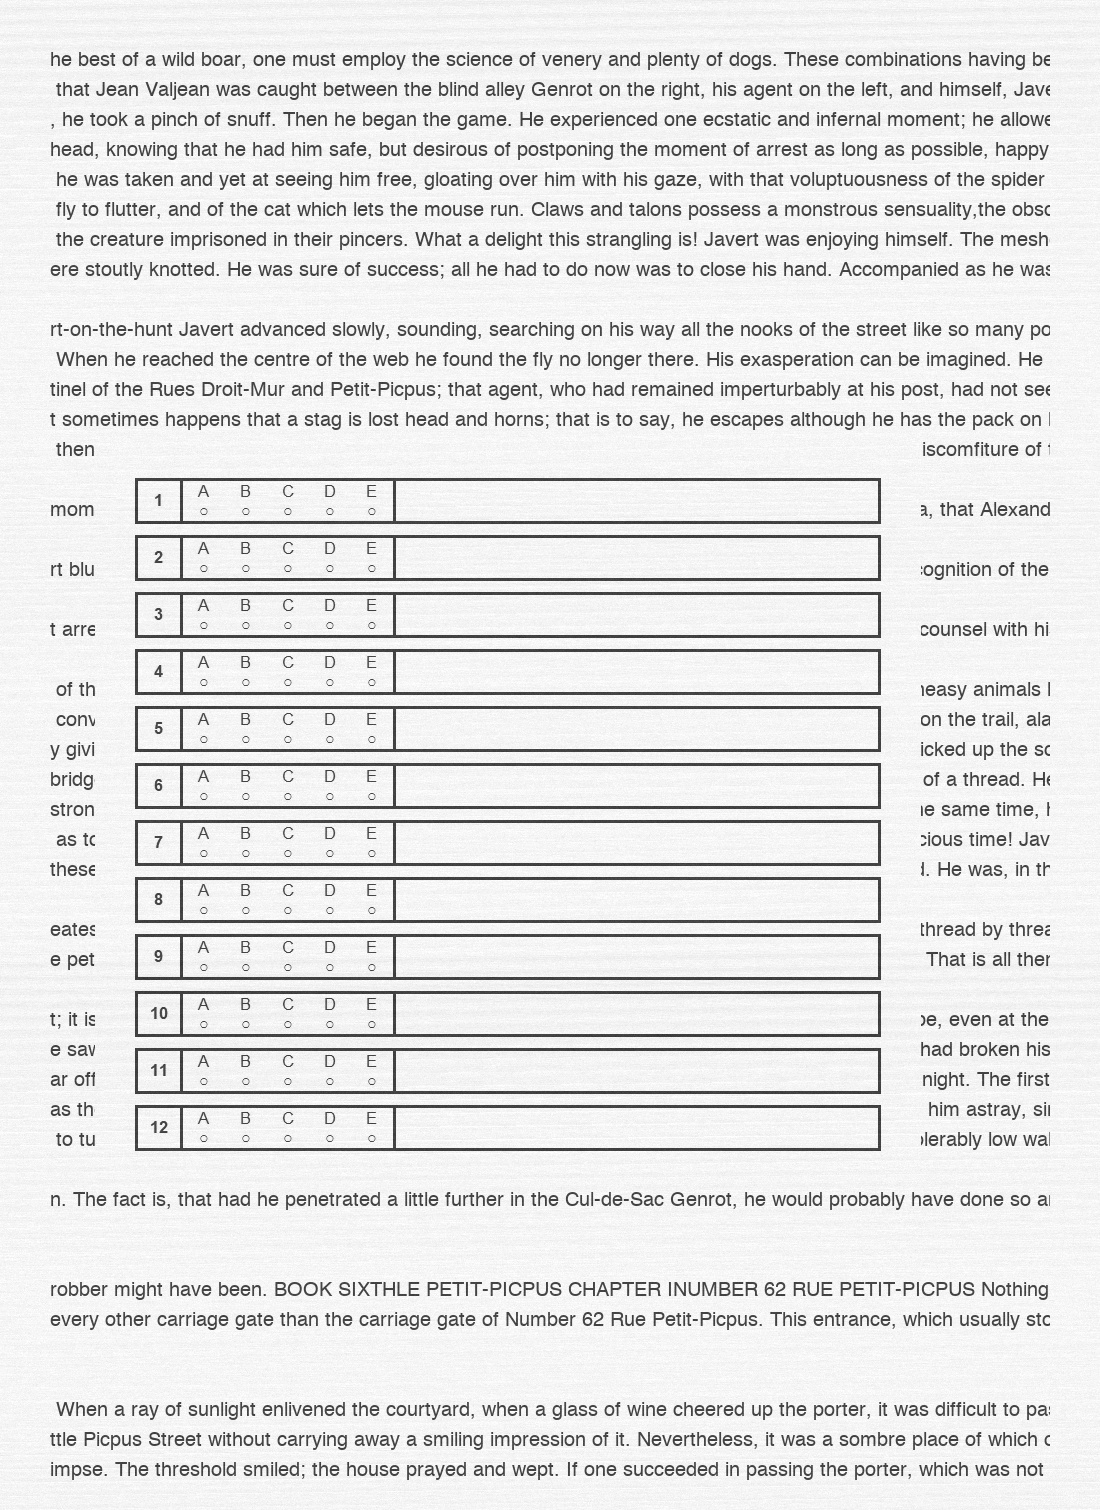 he best of a wild boar, one must employ the science of venery and plenty of dogs. These combinations having be
that Jean Valjean was caught between the blind alley Genrot on the right, his agent on the left, and himself, Jave
, he took a pinch of snuff. Then he began the game. He experienced one ecstatic and infernal moment; he allowe
head, knowing that he had him safe, but desirous of postponing the moment of arrest as long as possible, happy
he was taken and yet at seeing him free, gloating over him with his gaze, with that voluptuousness of the spider
fly to flutter, and of the cat which lets the mouse run. Claws and talons possess a monstrous sensuality,the obsc
the creature imprisoned in their pincers. What a delight this strangling is! Javert was enjoying himself. The mesh
ere stoutly knotted. He was sure of success; all he had to do now was to close his hand. Accompanied as he was
rt-on-the-hunt Javert advanced slowly, sounding, searching on his way all the nooks of the street like so many po
When he reached the centre of the web he found the fly no longer there. His exasperation can be imagined. He
tinel of the Rues Droit-Mur and Petit-Picpus; that agent, who had remained imperturbably at his post, had not see
t sometimes happens that a stag is lost head and horns; that is to say, he escapes although he has the pack on
then iscomfiture of
1 A B C D E
mom a, that Alexand
2 A B C D E
rt blu cognition of the
3 A B C D E
t arre counsel with hi
4 A B C D E
of th neasy animals
conv on the trail, ala
5 A B C D E
y givi icked up the sc
bridg of a thread. He
6 A B C D E
stron ne same time,
as to cious time! Jav
7 A B C D E
these d. He was, in th
8 A B C D E
eates thread by threa
9 A B C D E
e pet That is all ther
10 A B C D E
t; it is be, even at the
e saw had broken his
11 A B C D E
ar off night. The first
as th him astray, sin
12 A B C D E
to tu olerably low wal
n. The fact is, that had he penetrated a little further in the Cul-de-Sac Genrot, he would probably have done so an
robber might have been. BOOK SIXTHLE PETIT-PICPUS CHAPTER INUMBER 62 RUE PETIT-PICPUS Nothing
every other carriage gate than the carriage gate of Number 62 Rue Petit-Picpus. This entrance, which usually sto
When a ray of sunlight enlivened the courtyard, when a glass of wine cheered up the porter, it was difficult to pas
ttle Picpus Street without carrying away a smiling impression of it. Nevertheless, it was a sombre place of which o
impse. The threshold smiled; the house prayed and wept. If one succeeded in passing the porter, which was not